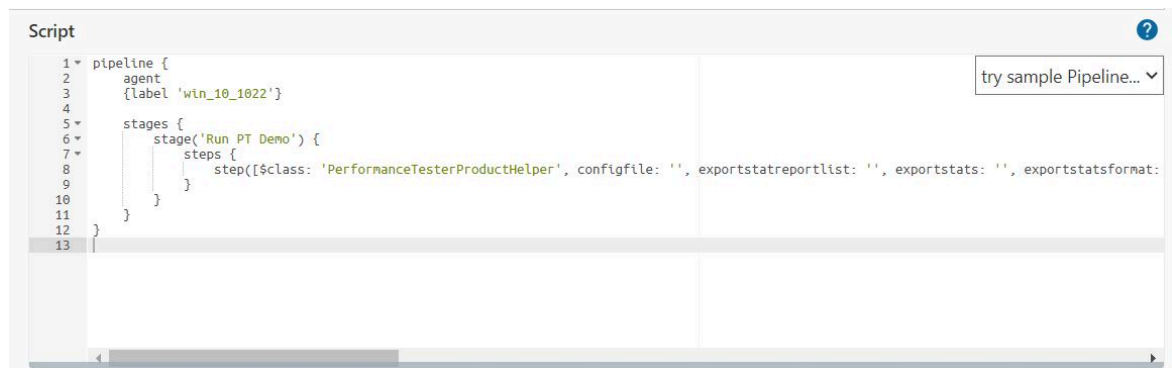 Script
?
try sample Pipeline...
1 pipeline {
2 agent
3 {label 'win_10_1022'}
4
5 stages {
6 stage('Run PT Demo') {
7 steps {
8 step([$class: 'PerformanceTesterProductHelper', configfile: '', exportstatreportlist: '', exportstats: '', exportstatsformat:
9 }
10 }
11 }
12 }
13